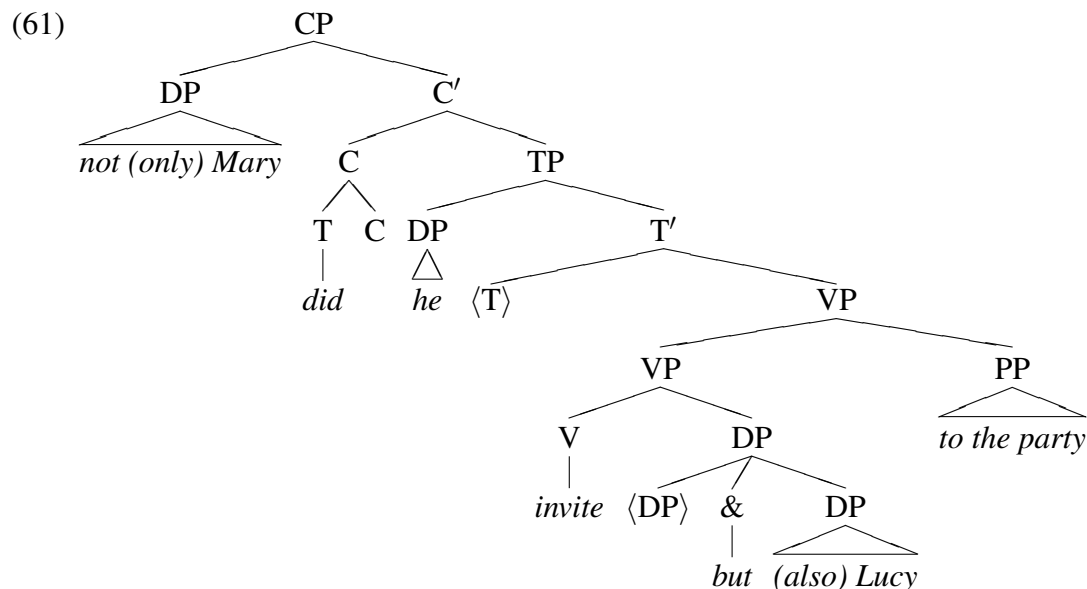 (61) CP
DP C′
not (only) Mary C TP
T C DP T′
did he ⟨T⟩ VP
VP PP
V DP to the party
invite ⟨DP⟩ & DP
but (also) Lucy